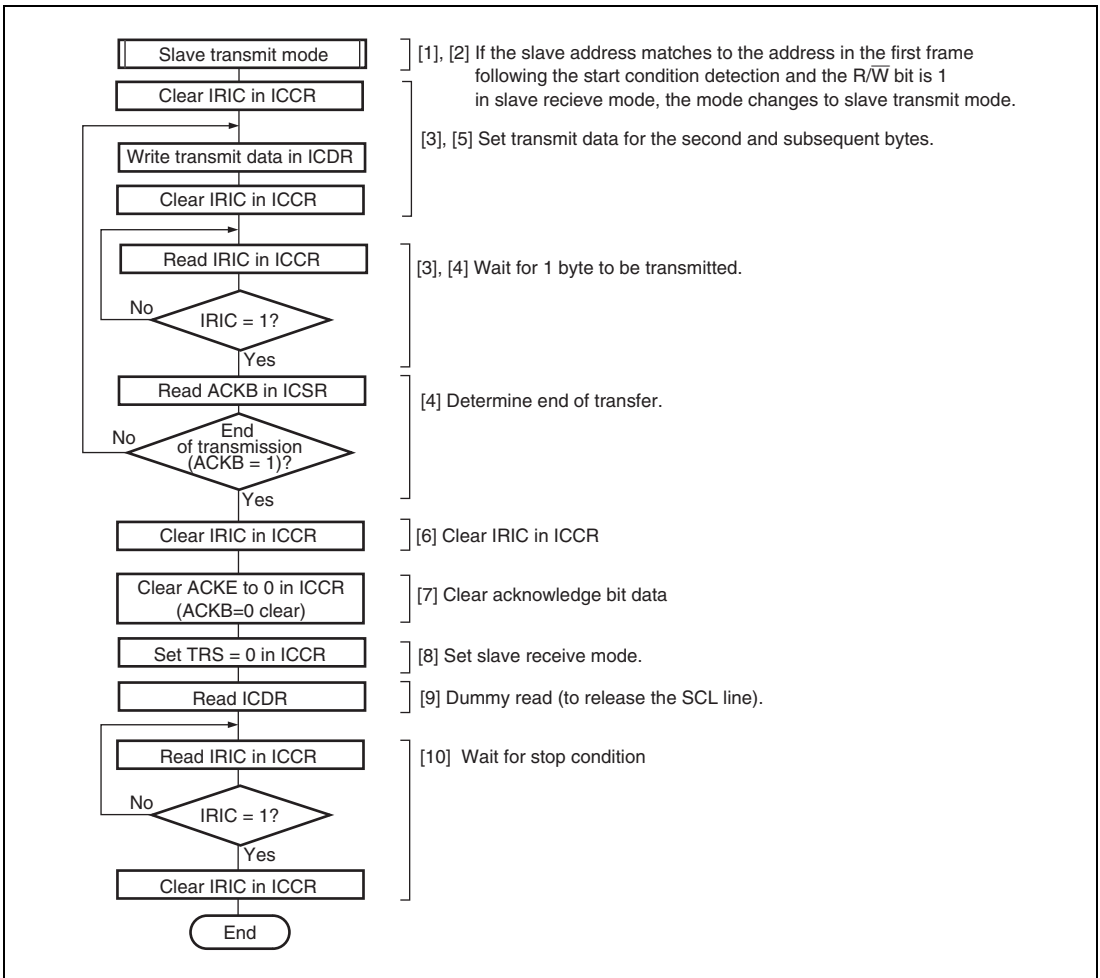 Slave transmit mode
[1], [2] If the slave address matches to the address in the first frame
following the start condition detection and the R/W̅ bit is 1
in slave recieve mode, the mode changes to slave transmit mode.
Clear IRIC in ICCR
[3], [5] Set transmit data for the second and subsequent bytes.
Write transmit data in ICDR
Clear IRIC in ICCR
Read IRIC in ICCR
[3], [4] Wait for 1 byte to be transmitted.
No
IRIC = 1?
Yes
Read ACKB in ICSR
[4] Determine end of transfer.
No
End
of transmission
(ACKB = 1)?
Yes
Clear IRIC in ICCR
[6] Clear IRIC in ICCR
Clear ACKE to 0 in ICCR
(ACKB=0 clear)
[7] Clear acknowledge bit data
Set TRS = 0 in ICCR
[8] Set slave receive mode.
Read ICDR
[9] Dummy read (to release the SCL line).
Read IRIC in ICCR
[10] Wait for stop condition
No
IRIC = 1?
Yes
Clear IRIC in ICCR
End